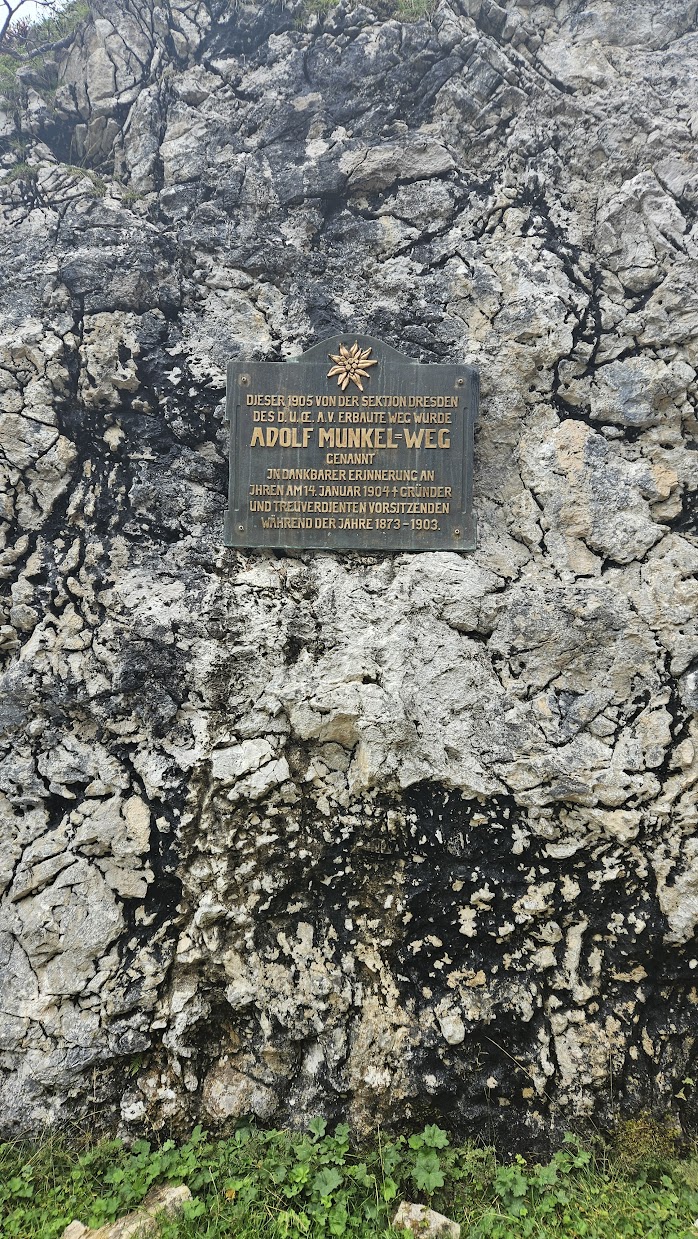 DIESER 1905 VON DER SEKTION DRESDEN
DES D. U. Œ. A. V. ERBAUTE WEG WURDE
ADOLF MUNKEL=WEG
GENANNT
IN DANKBARER ERINNERUNG AN
IHREN AM 14. JANUAR 1904 † GRÜNDER
UND TREUVERDIENTEN VORSITZENDEN
WÄHREND DER JAHRE 1873 – 1903.